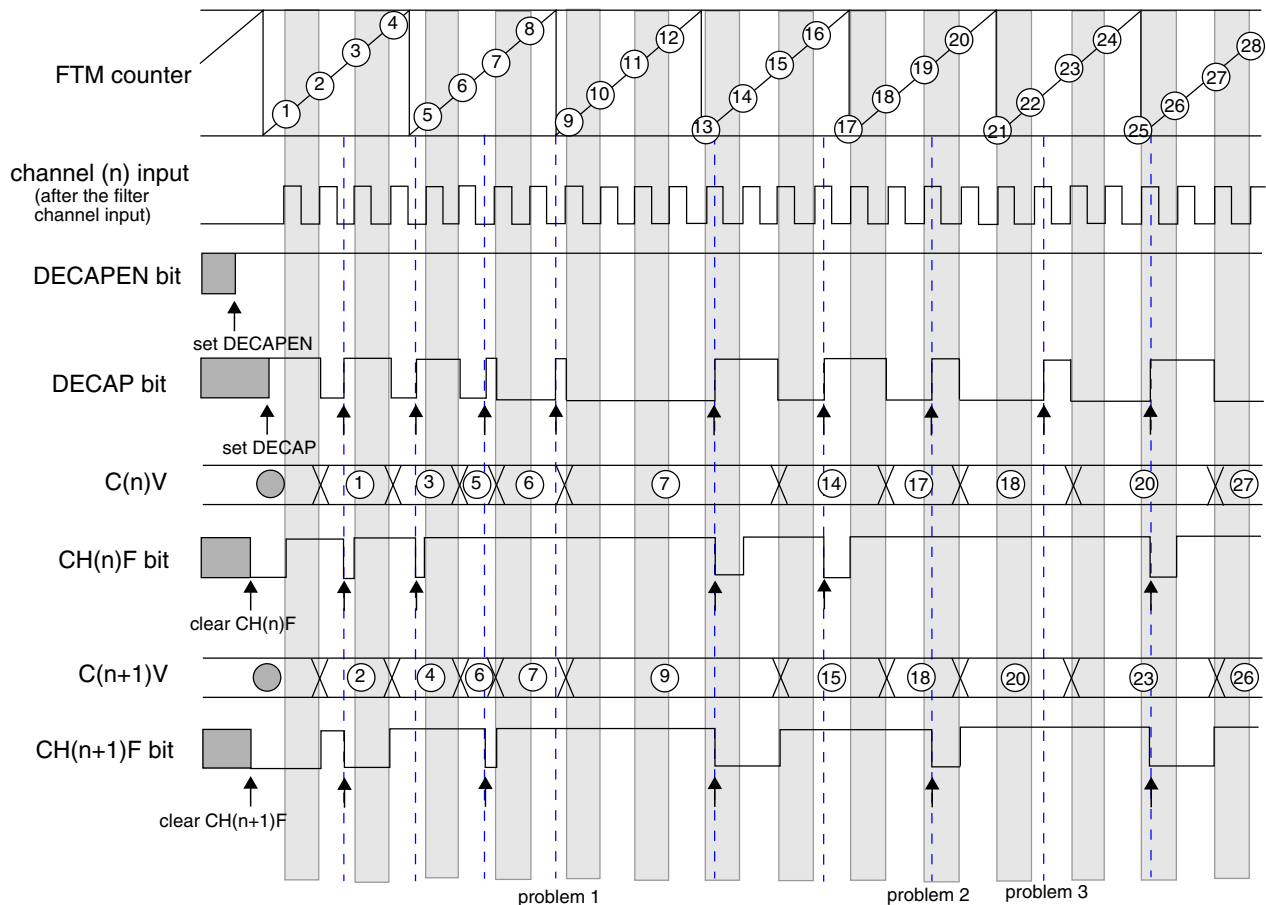 FTM counter
1 2 3 4 5 6 7 8 9 10 11 12 13 14 15 16 17 18 19 20 21 22 23 24 25 26 27 28
channel (n) input
(after the filter
channel input)
DECAPEN bit
set DECAPEN
DECAP bit
set DECAP
C(n)V
1 3 5 6 7 14 17 18 20 27
CH(n)F bit
clear CH(n)F
C(n+1)V
2 4 6 7 9 15 18 20 23 26
CH(n+1)F bit
clear CH(n+1)F
problem 1 problem 2 problem 3